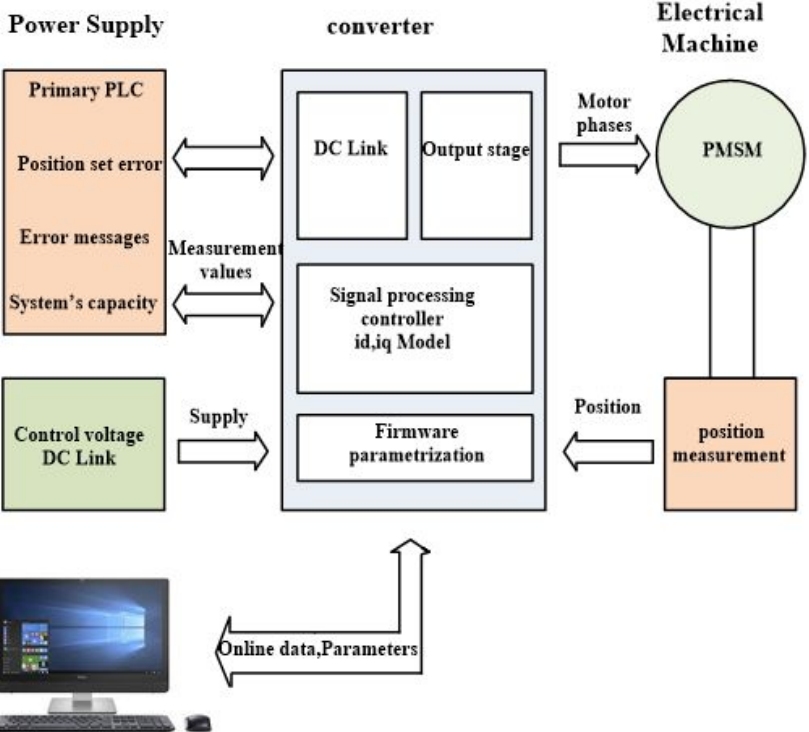 Power Supply
converter
Electrical
Machine
Primary PLC
Position set error
Error messages
System's capacity
Measurement
values
DC Link
Output stage
Motor
phases
PMSM
Signal processing
controller
id,iq Model
Control voltage
DC Link
Supply
Firmware
parametrization
Position
position
measurement
Online data,Parameters